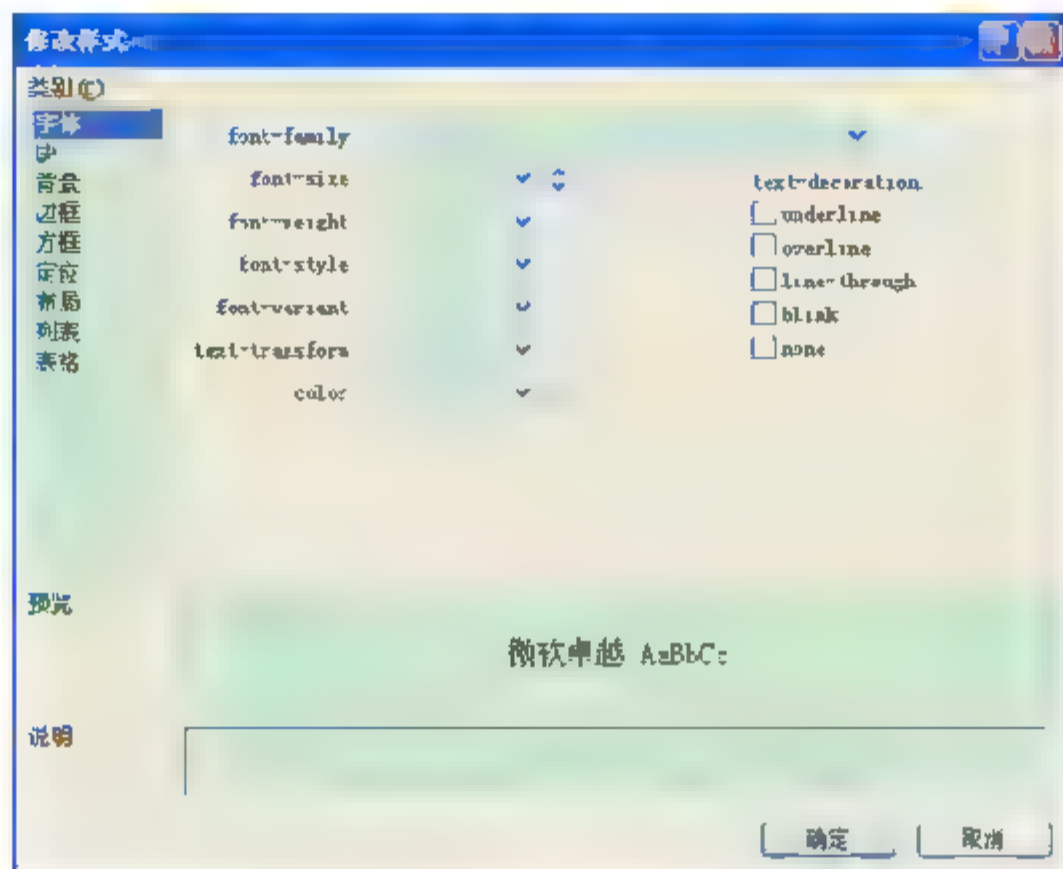 修改样式
类别(C)
字体
块
背景
边框
方框
定位
布局
列表
表格
font-family
font-size
font-weight
font-style
font-variant
text-transform
color
text-decoration
underline
overline
line-through
blink
none
预览
微软卓越 AaBbCc
说明
确定
取消